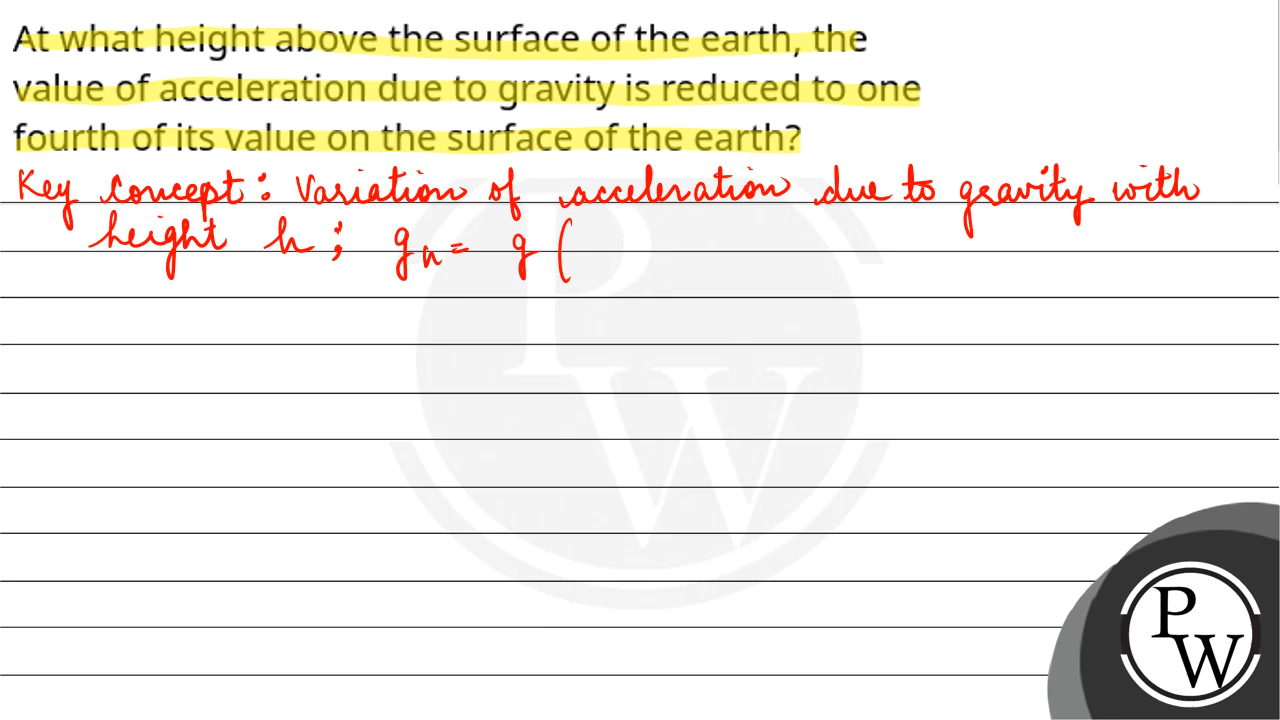 At what height above the surface of the earth, the
value of acceleration due to gravity is reduced to one
fourth of its value on the surface of the earth?
Key concept: Variation of acceleration due to gravity with
height h; gₕ = g (
PW
PW